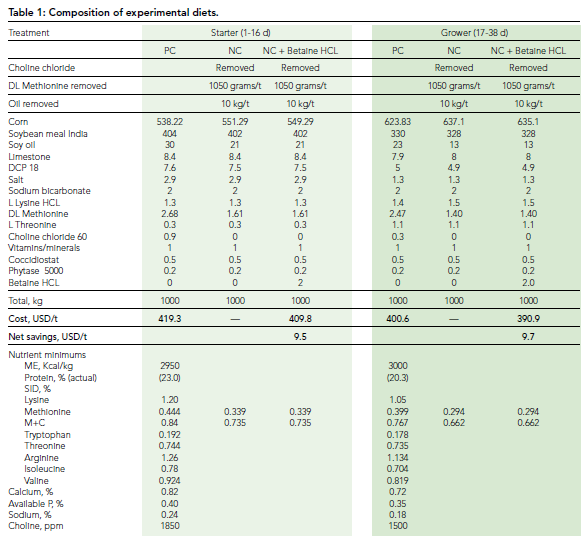 Table 1: Composition of experimental diets.
Treatment Starter (1-16 d) Grower (17-38 d)
PC NC NC + Betaine HCL PC NC NC + Betaine HCL
Choline chloride Removed Removed Removed Removed
DL Methionine removed 1050 grams/t 1050 grams/t 1050 grams/t 1050 grams/t
Oil removed 10 kg/t 10 kg/t 10 kg/t 10 kg/t
Corn 538.22 551.29 549.29 623.83 637.1 635.1
Soybean meal India 404 402 402 330 328 328
Soy oil 30 21 21 23 13 13
Limestone 8.4 8.4 8.4 7.9 8 8
DCP 18 7.6 7.5 7.5 5 4.9 4.9
Salt 2.9 2.9 2.9 1.3 1.3 1.3
Sodium bicarbonate 2 2 2 2 2 2
L Lysine HCL 1.3 1.3 1.3 1.4 1.5 1.5
DL Methionine 2.68 1.61 1.61 2.47 1.40 1.40
L Threonine 0.3 0.3 0.3 1.1 1.1 1.1
Choline chloride 60 0.9 0 0 0.3 0 0
Vitamins/minerals 1 1 1 1 1 1
Coccidiostat 0.5 0.5 0.5 0.5 0.5 0.5
Phytase 5000 0.2 0.2 0.2 0.2 0.2 0.2
Betaine HCL 0 0 2 0 0 2.0
Total, kg 1000 1000 1000 1000 1000 1000
Cost, USD/t 419.3 — 409.8 400.6 — 390.9
Net savings, USD/t 9.5 9.7
Nutrient minimums
ME, Kcal/kg 2950 3000
Protein, % (actual) (23.0) (20.3)
SID, %
Lysine 1.20 1.05
Methionine 0.444 0.339 0.339 0.399 0.294 0.294
M+C 0.84 0.735 0.735 0.767 0.662 0.662
Tryptophan 0.192 0.178
Threonine 0.744 0.735
Arginine 1.26 1.134
Isoleucine 0.78 0.704
Valine 0.924 0.819
Calcium, % 0.82 0.72
Available P, % 0.40 0.35
Sodium, % 0.24 0.18
Choline, ppm 1850 1500